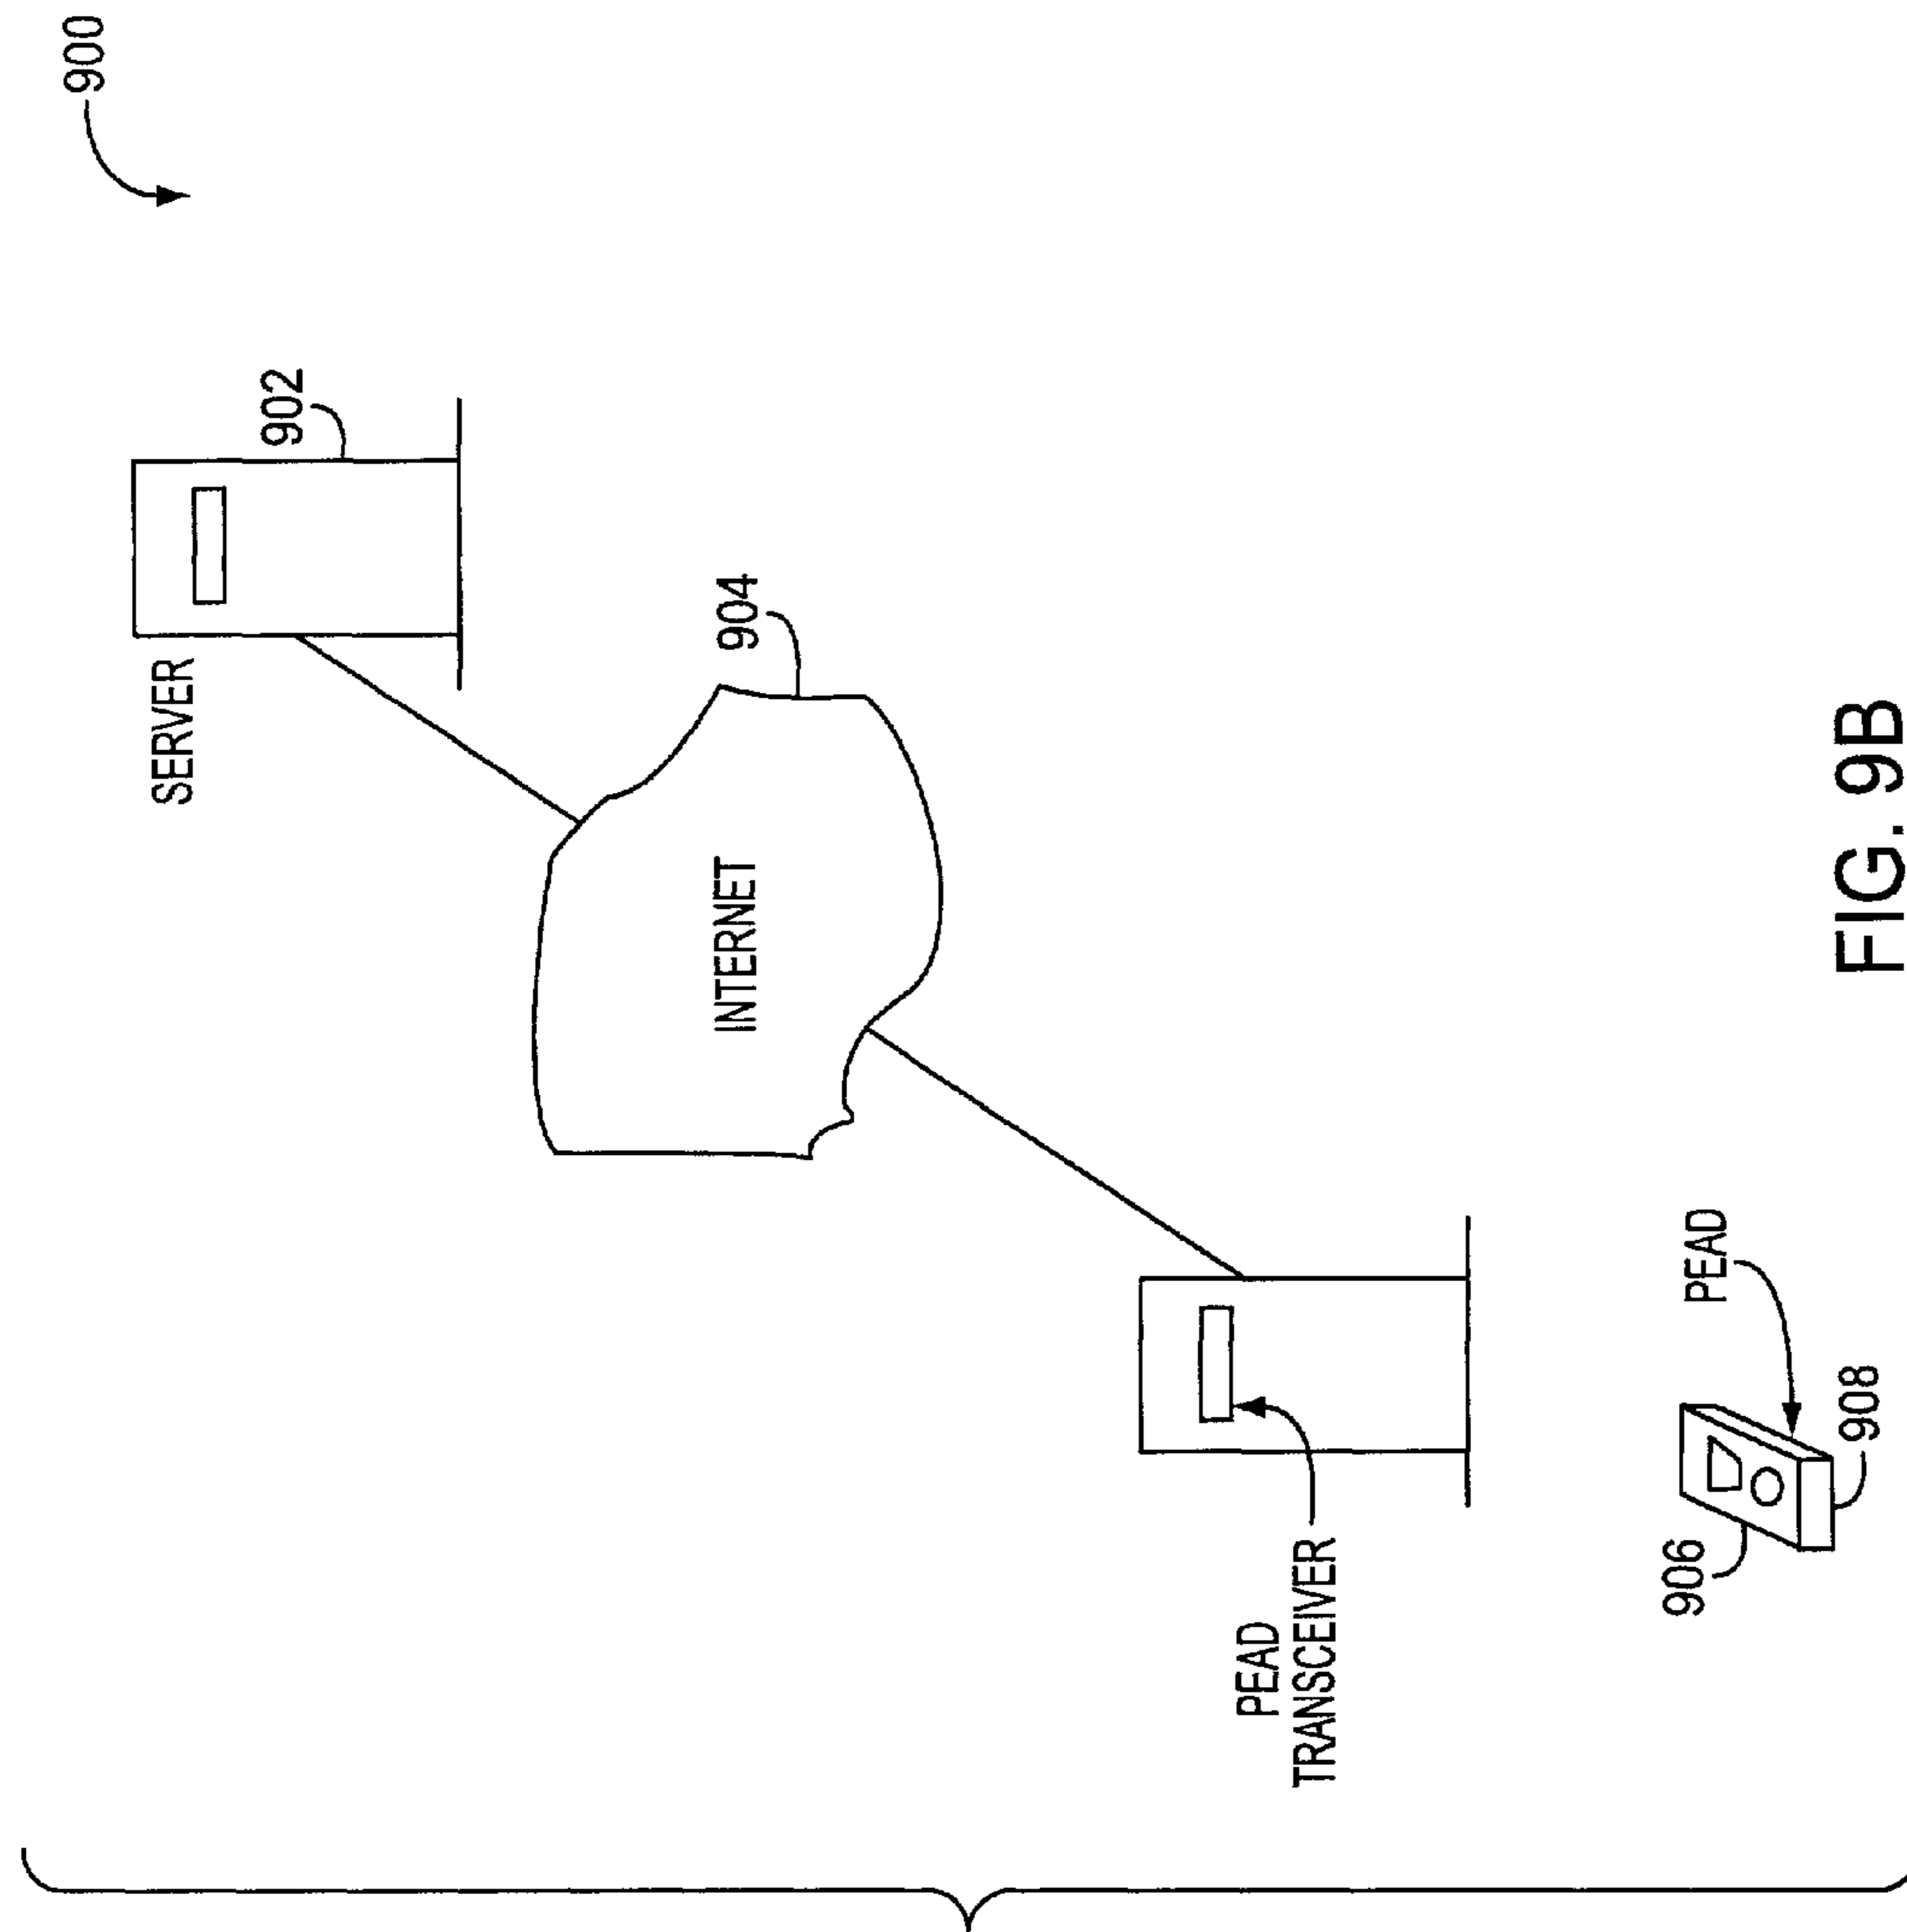 900
SERVER
902
904
INTERNET
PEAD
TRANSCEIVER
PEAD
906
908
FIG. 9B